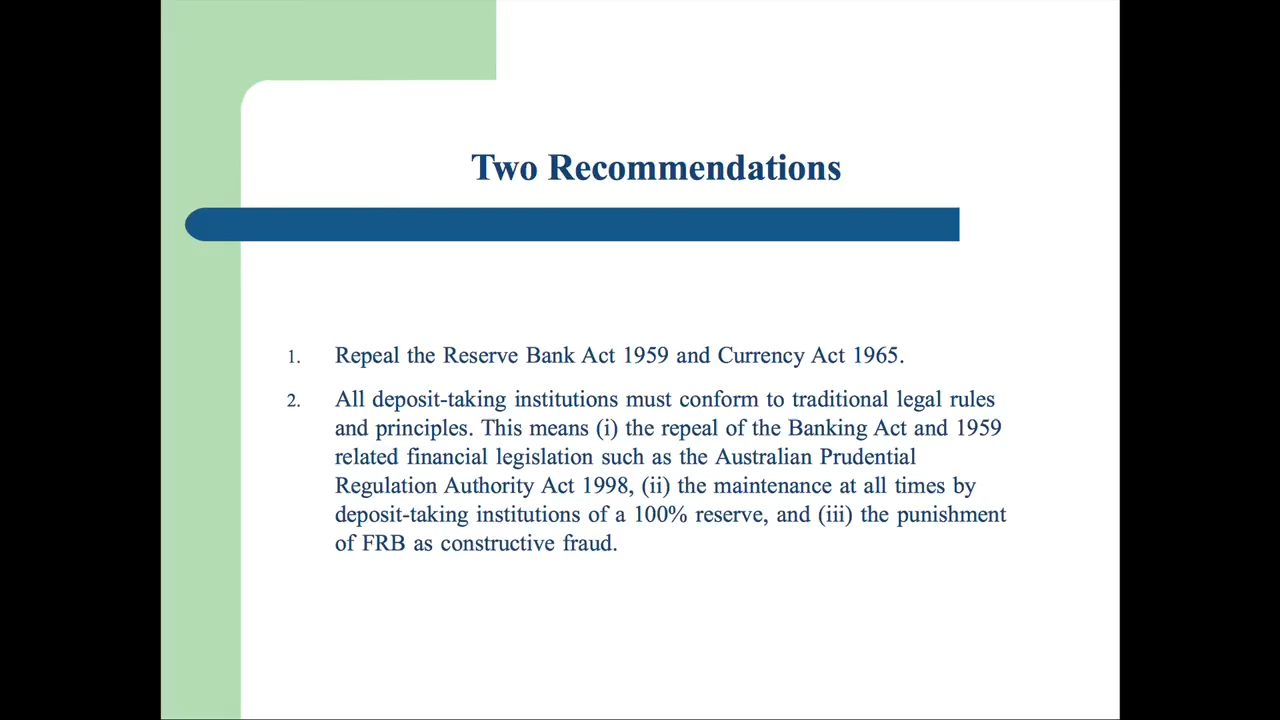 Two Recommendations
1. Repeal the Reserve Bank Act 1959 and Currency Act 1965.
2. All deposit-taking institutions must conform to traditional legal rules
and principles. This means (i) the repeal of the Banking Act and 1959
related financial legislation such as the Australian Prudential
Regulation Authority Act 1998, (ii) the maintenance at all times by
deposit-taking institutions of a 100% reserve, and (iii) the punishment
of FRB as constructive fraud.